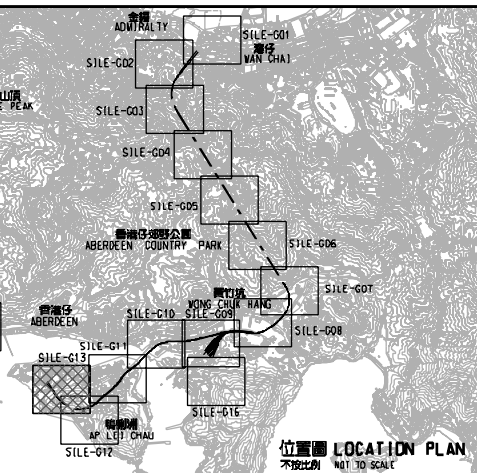 金鐘
ADMIRALTY
SILE-G01
灣仔
WAN CHAI
SILE-G02
山頂
E PEAK
SILE-G03
SILE-G04
SILE-G05
香港仔郊野公園
ABERDEEN COUNTRY PARK
SILE-G06
SILE-G07
黃竹坑
WONG CHUK HANG
香港仔
ABERDEEN
SILE-G10
SILE-G09
SILE-G08
SILE-G11
SILE-G13
SILE-G16
鴨脷洲
AP LEI CHAU
SILE-G12
位置圖 LOCATION PLAN
不按比例 NOT TO SCALE